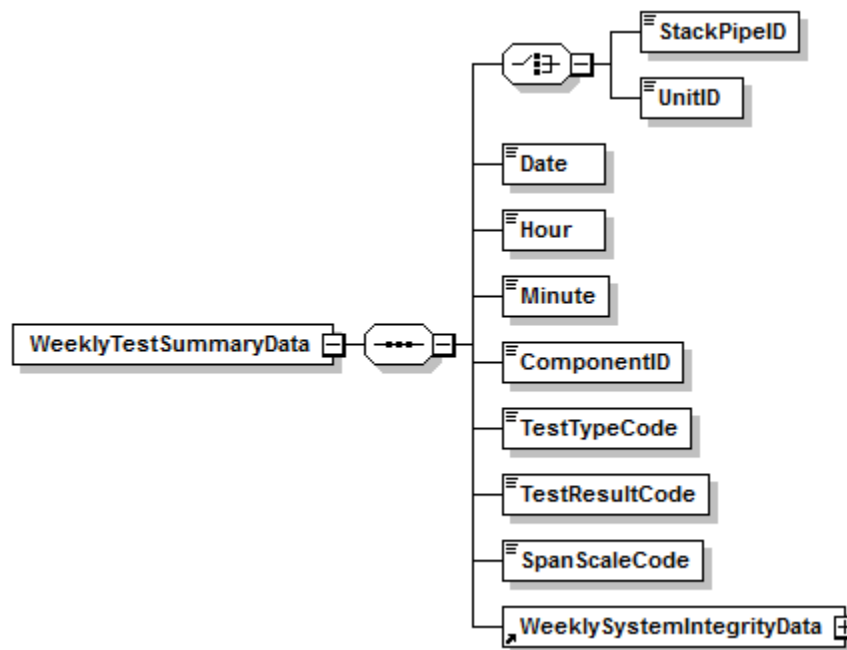 StackPipeID
UnitID
Date
Hour
Minute
WeeklyTestSummaryData
ComponentID
TestTypeCode
TestResultCode
SpanScaleCode
WeeklySystemIntegrityData